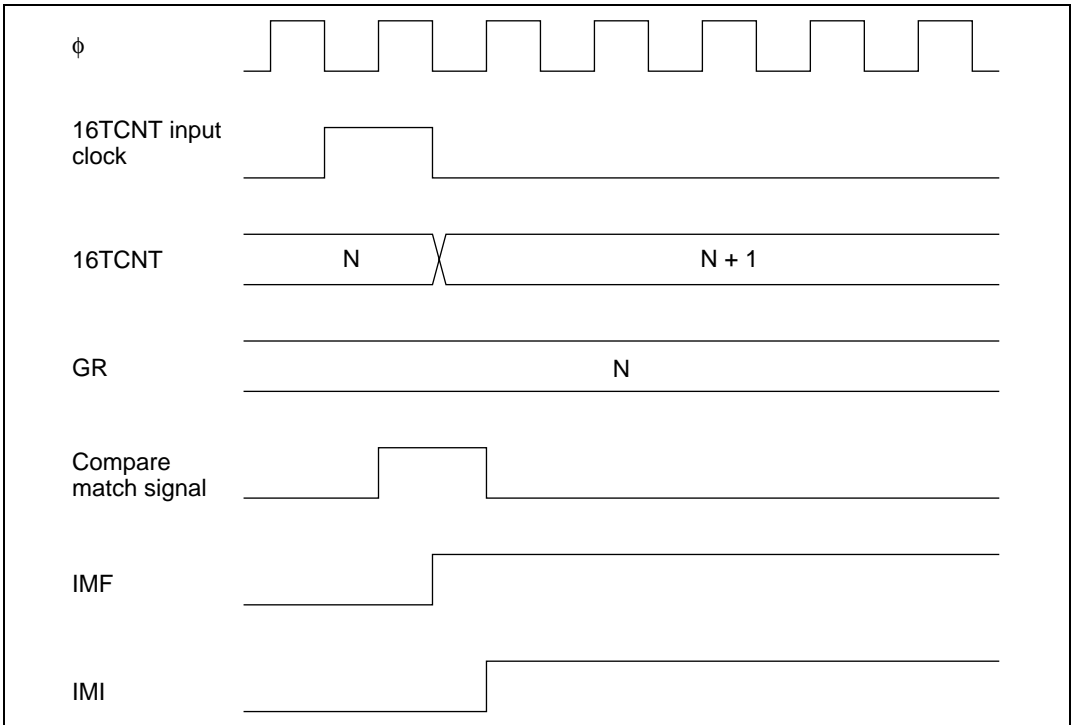 ϕ
16TCNT input
clock
16TCNT
N
N + 1
GR
N
Compare
match signal
IMF
IMI